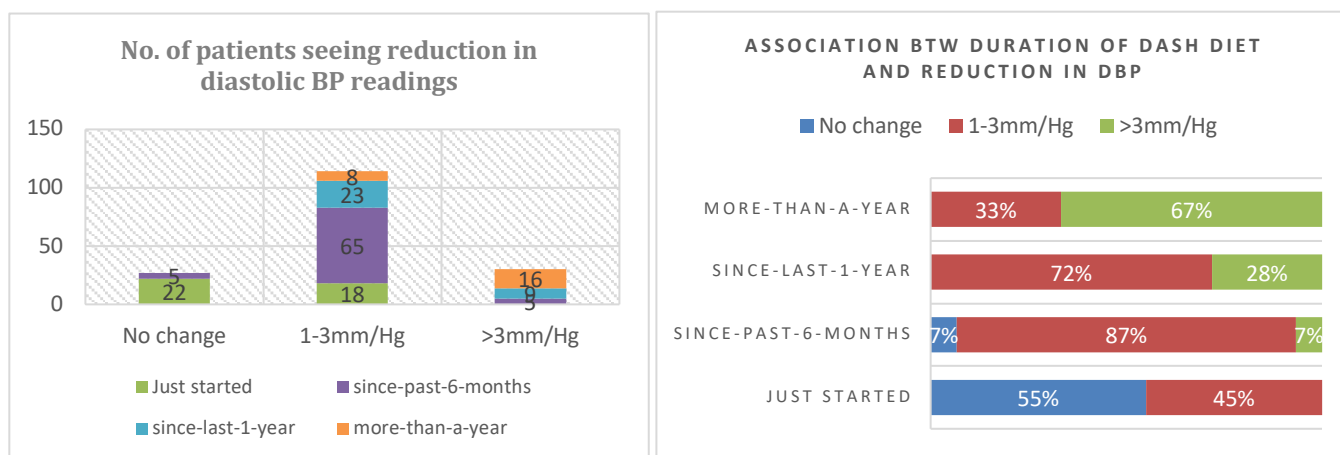 No. of patients seeing reduction in
diastolic BP readings
150
100
50
0
5
22
8
23
65
18
16
9
5
No change
1-3mm/Hg
>3mm/Hg
Just started
since-past-6-months
since-last-1-year
more-than-a-year
ASSOCIATION BTW DURATION OF DASH DIET
AND REDUCTION IN DBP
No change
1-3mm/Hg
>3mm/Hg
MORE-THAN-A-YEAR
33%
67%
SINCE-LAST-1-YEAR
72%
28%
SINCE-PAST-6-MONTHS
7%
87%
7%
JUST STARTED
55%
45%